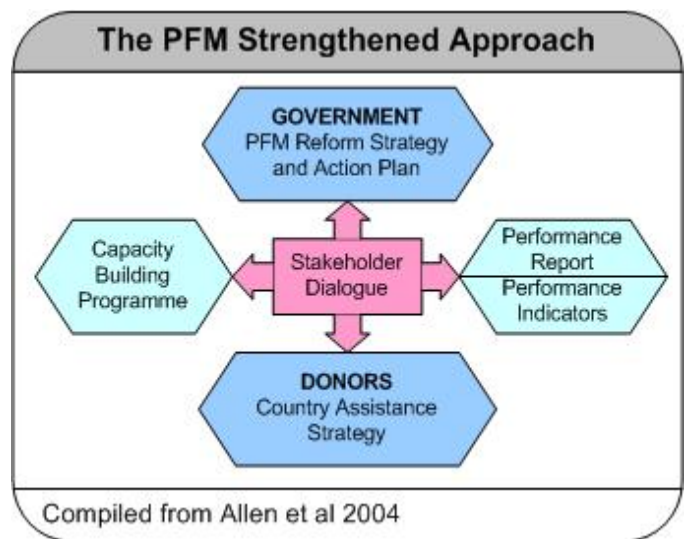 The PFM Strengthened Approach
GOVERNMENT
PFM Reform Strategy
and Action Plan
Capacity
Building
Programme
Stakeholder
Dialogue
Performance
Report
Performance
Indicators
DONORS
Country Assistance
Strategy
Compiled from Allen et al 2004